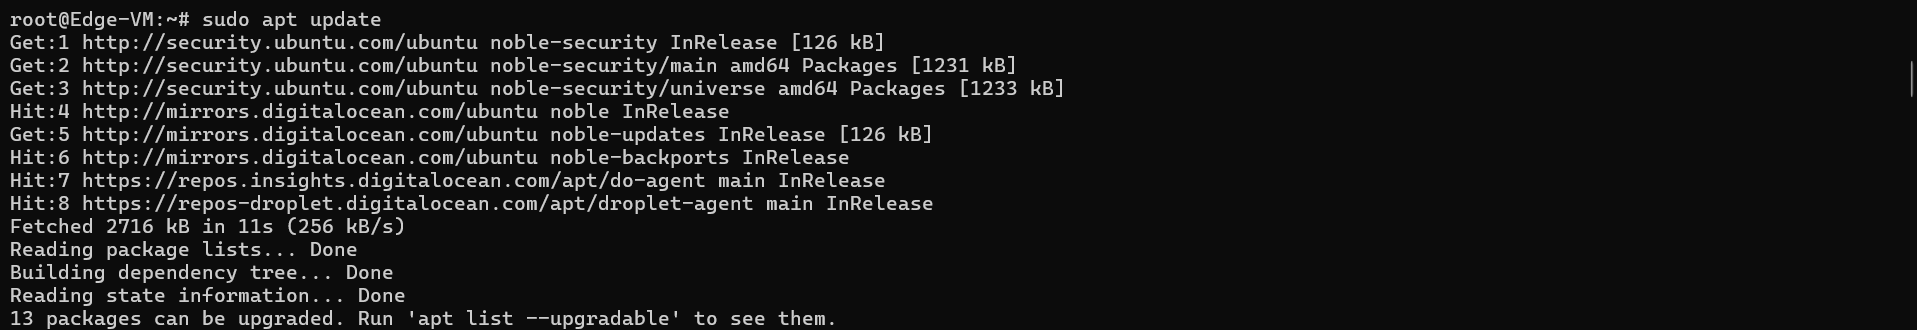 root@Edge-VM:~# sudo apt update
Get:1 http://security.ubuntu.com/ubuntu noble-security InRelease [126 kB]
Get:2 http://security.ubuntu.com/ubuntu noble-security/main amd64 Packages [1231 kB]
Get:3 http://security.ubuntu.com/ubuntu noble-security/universe amd64 Packages [1233 kB]
Hit:4 http://mirrors.digitalocean.com/ubuntu noble InRelease
Get:5 http://mirrors.digitalocean.com/ubuntu noble-updates InRelease [126 kB]
Hit:6 http://mirrors.digitalocean.com/ubuntu noble-backports InRelease
Hit:7 https://repos.insights.digitalocean.com/apt/do-agent main InRelease
Hit:8 https://repos-droplet.digitalocean.com/apt/droplet-agent main InRelease
Fetched 2716 kB in 11s (256 kB/s)
Reading package lists... Done
Building dependency tree... Done
Reading state information... Done
13 packages can be upgraded. Run 'apt list --upgradable' to see them.